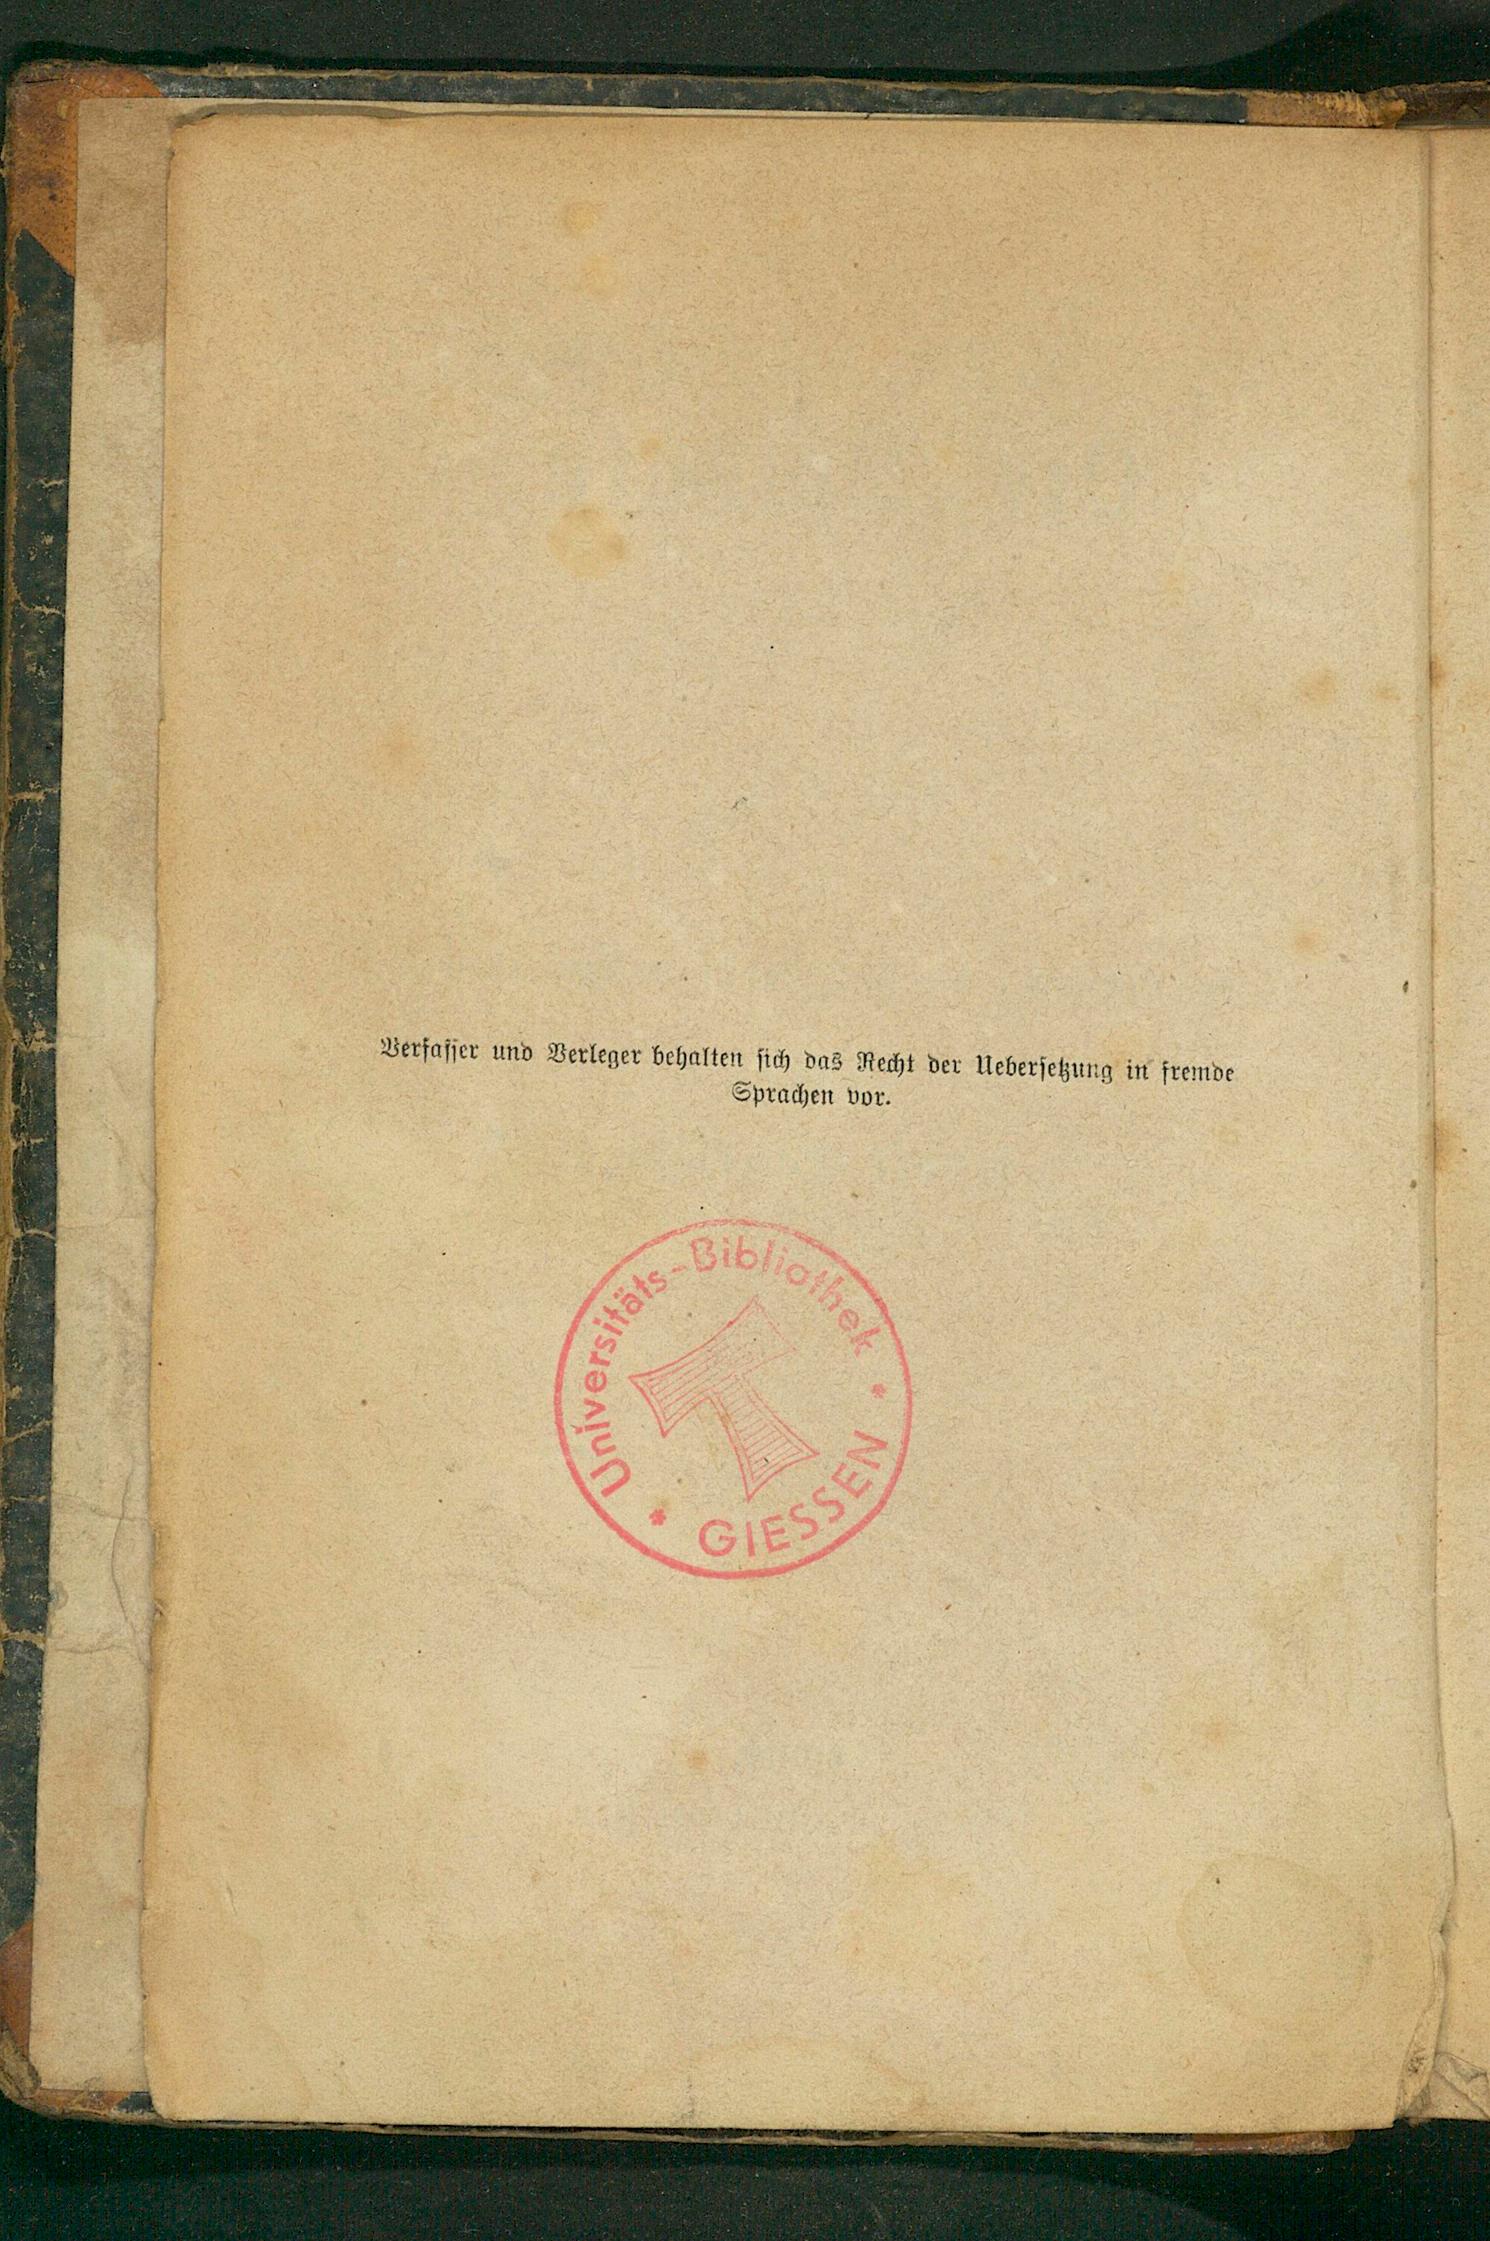 Verfasser und Verleger behalten sich das Recht der Uebersetzung in fremde
Sprachen vor.
Universitäts-Bibliothek
* GIESSEN *